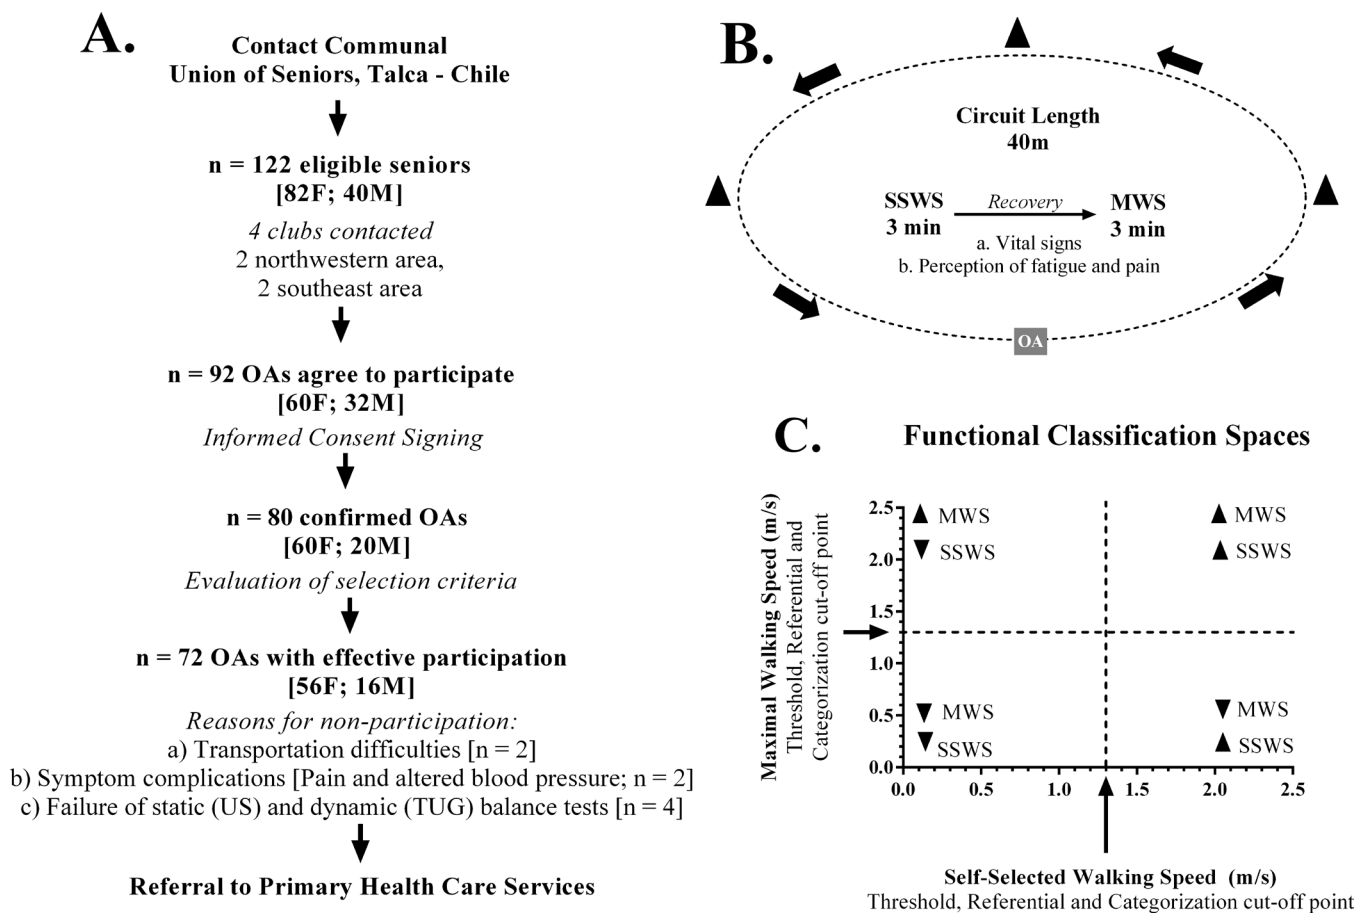 A.
Contact Communal
Union of Seniors, Talca - Chile
n = 122 eligible seniors
[82F; 40M]
4 clubs contacted
2 northwestern area,
2 southeast area
n = 92 OAs agree to participate
[60F; 32M]
Informed Consent Signing
n = 80 confirmed OAs
[60F; 20M]
Evaluation of selection criteria
n = 72 OAs with effective participation
[56F; 16M]
Reasons for non-participation:
a) Transportation difficulties [n = 2]
b) Symptom complications [Pain and altered blood pressure; n = 2]
c) Failure of static (US) and dynamic (TUG) balance tests [n = 4]
Referral to Primary Health Care Services
B.
Circuit Length
40m
SSWS
3 min
Recovery
MWS
3 min
a. Vital signs
b. Perception of fatigue and pain
OA
C.
Functional Classification Spaces
Maximal Walking Speed (m/s)
Threshold, Referential and
Categorization cut-off point
2.5
2.0
1.5
1.0
0.5
0.0
MWS
SSWS
MWS
SSWS
MWS
SSWS
MWS
SSWS
0.0 0.5 1.0 1.5 2.0 2.5
Self-Selected Walking Speed (m/s)
Threshold, Referential and Categorization cut-off point